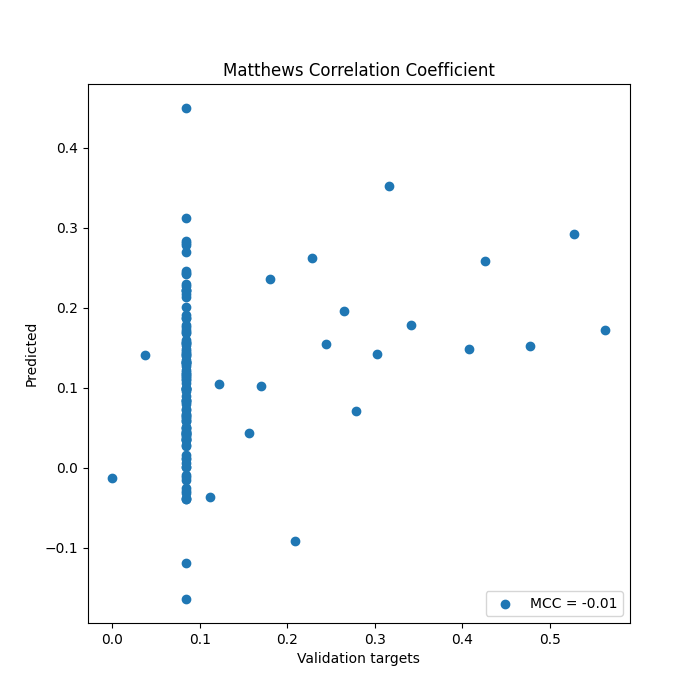 Matthews Correlation Coefficient
0.4
0.3
0.2
0.1
0.0
−0.1
Predicted
MCC = -0.01
0.0 0.1 0.2 0.3 0.4 0.5
Validation targets